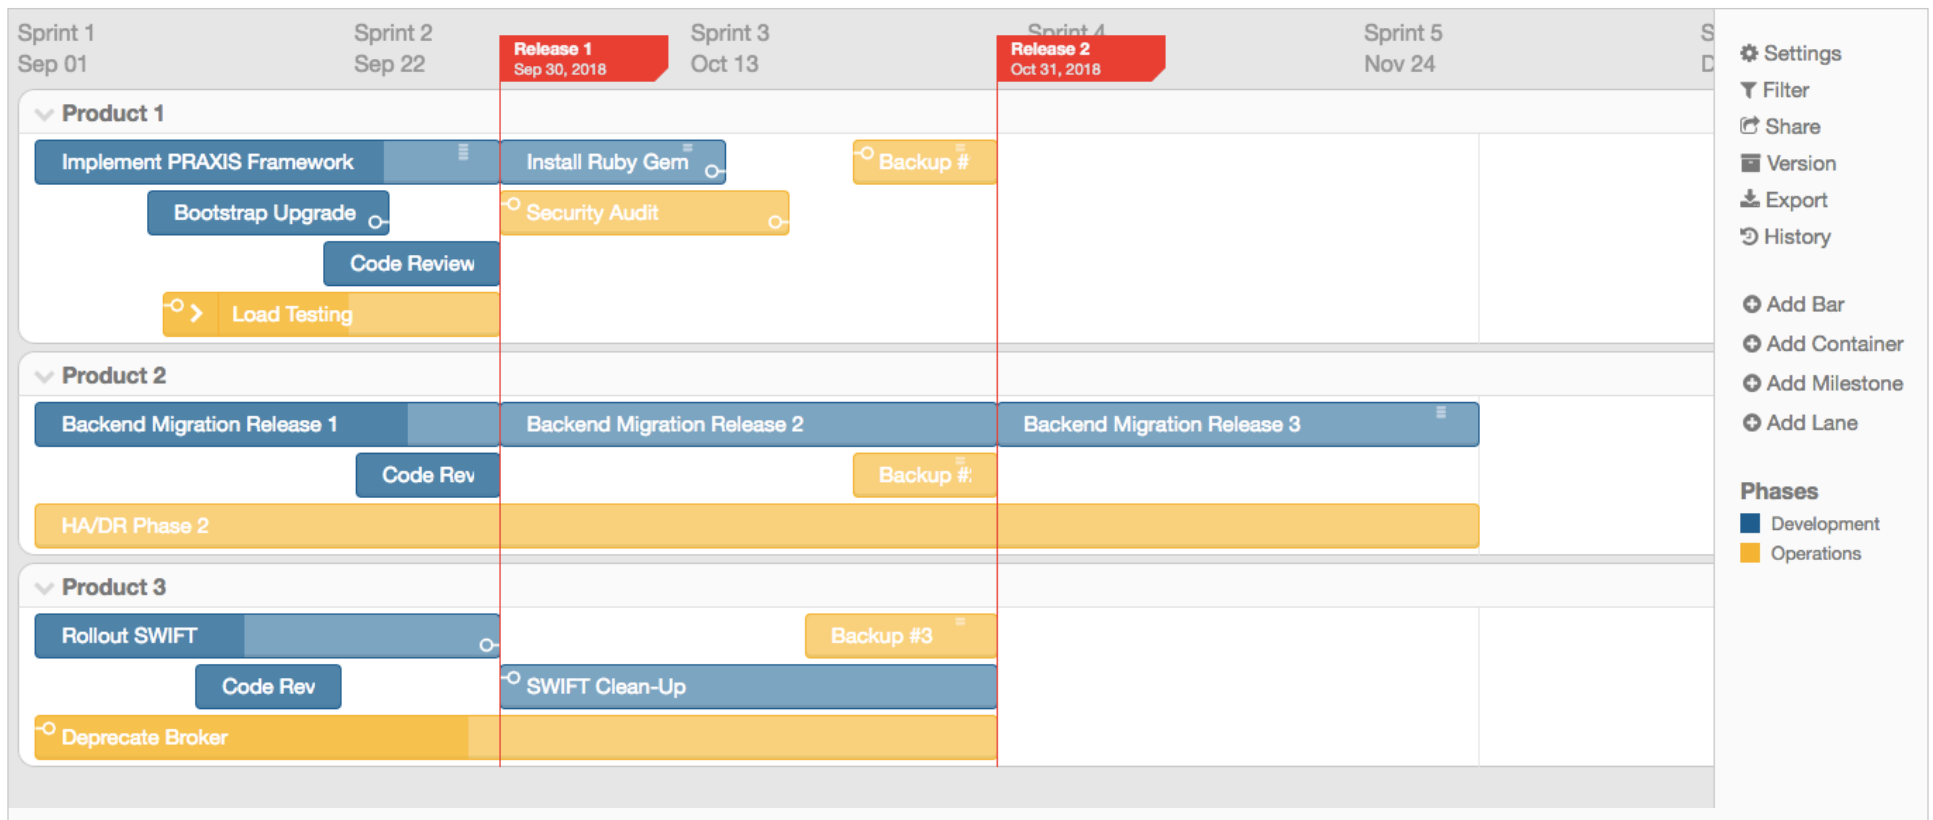 Sprint 1
Sep 01
Sprint 2
Sep 22
Release 1
Sep 30, 2018
Sprint 3
Oct 13
Sprint 4
Release 2
Oct 31, 2018
Sprint 5
Nov 24
S
D
Product 1
Implement PRAXIS Framework
Install Ruby Gem
Backup #
Bootstrap Upgrade
Security Audit
Code Review
Load Testing
Product 2
Backend Migration Release 1
Backend Migration Release 2
Backend Migration Release 3
Code Rev
Backup #
HA/DR Phase 2
Product 3
Rollout SWIFT
Backup #3
Code Rev
SWIFT Clean-Up
Deprecate Broker
Settings
Filter
Share
Version
Export
History
Add Bar
Add Container
Add Milestone
Add Lane
Phases
Development
Operations